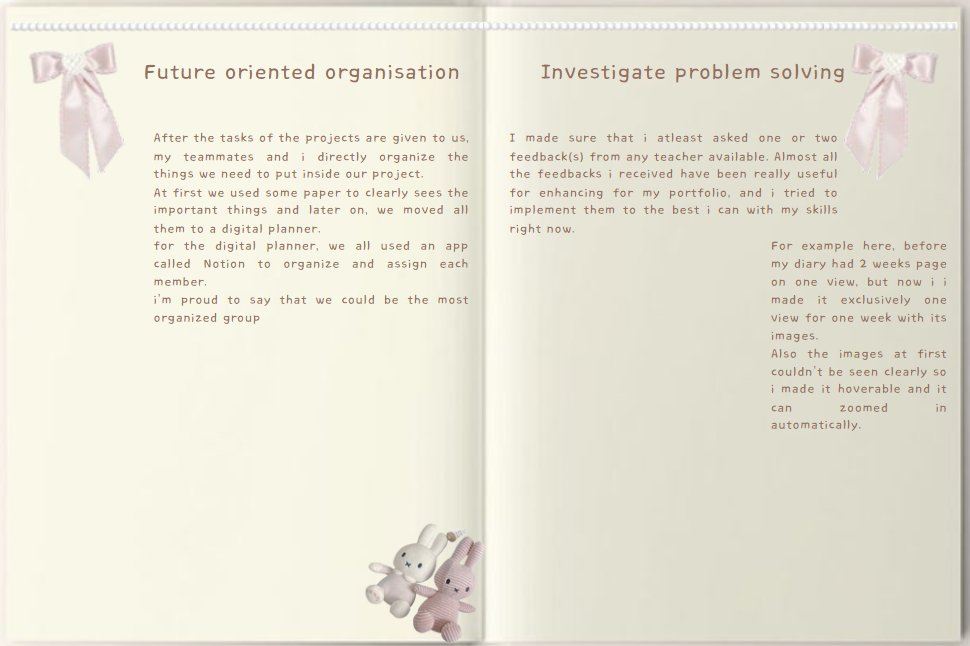 Future oriented organisation
After the tasks of the projects are given to us,
my teammates and i directly organize the
things we need to put inside our project.
At first we used some paper to clearly sees the
important things and later on, we moved all
them to a digital planner.
for the digital planner, we all used an app
called Notion to organize and assign each
member.
i'm proud to say that we could be the most
organized group
Investigate problem solving
I made sure that i atleast asked one or two
feedback(s) from any teacher available. Almost all
the feedbacks i received have been really useful
for enhancing for my portfolio, and i tried to
implement them to the best i can with my skills
right now.
For example here, before
my diary had 2 weeks page
on one view, but now i i
made it exclusively one
view for one week with its
images.
Also the images at first
couldn't be seen clearly so
i made it hoverable and it
can zoomed in
automatically.